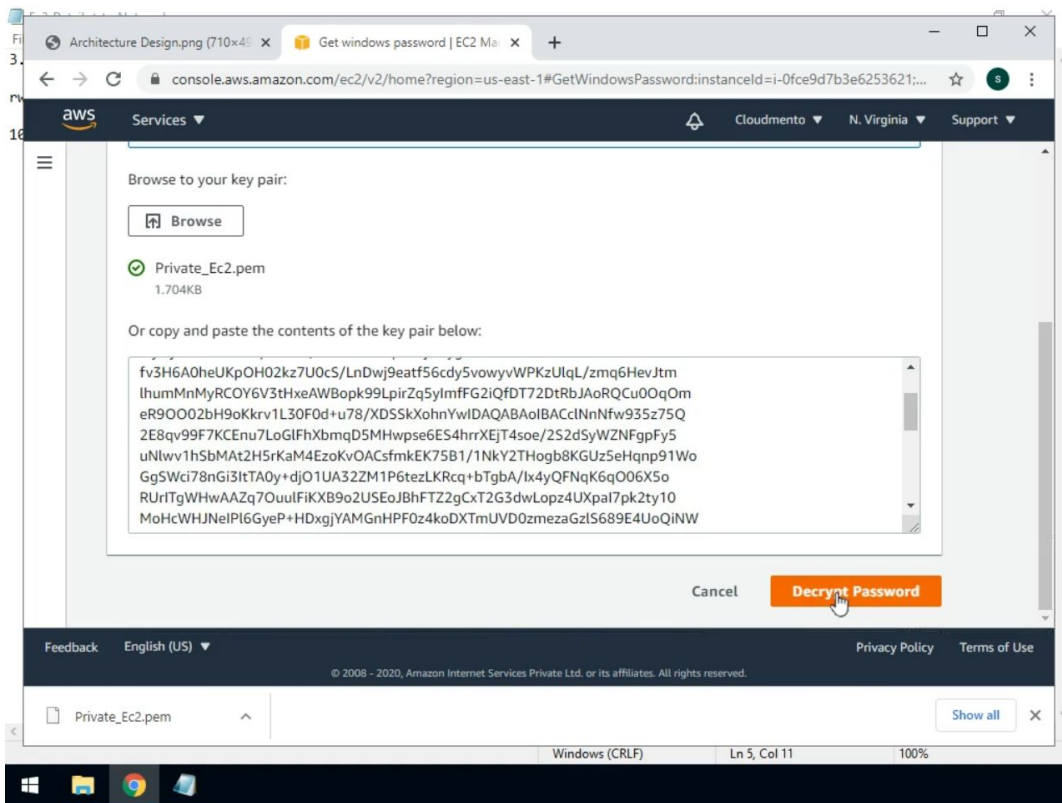 Architecture Design.png (710×49
Get windows password | EC2 Ma
console.aws.amazon.com/ec2/v2/home?region=us-east-1#GetWindowsPassword:instanceId=i-0fce9d7b3e6253621;...
S
aws Services Cloudmento N. Virginia Support
Browse to your key pair:
Browse
Private_Ec2.pem
1.704KB
Or copy and paste the contents of the key pair below:
fv3H6A0heUKpOH02kz7U0cS/LnDwj9eatf56cdy5vowyvWPKzUlqL/zmq6HevJtm
lhumMnMyRCOY6V3tHxeAWBopk99LpirZq5yImfFG2iQfDT72DtRbJAoRQCu0OqOm
eR9OO02bH9oKkrv1L30F0d+u78/XDSSkXohnYwIDAQABAoIBACclNnNfw935z75Q
2E8qv99F7KCEnu7LoGlFhXbmqD5MHwpse6ES4hrrXEjT4soe/2S2dSyWZNFgpFy5
uNlwv1hSbMAt2H5rKaM4EzoKvOACsfmkEK75B1/1NkY2THogb8KGUz5eHqnp91Wo
GgSWci78nGi3ItTA0y+djO1UA32ZM1P6tezLKRcq+bTgbA/Ix4yQFNqK6qO06X5o
RUrITgWHwAAZq7OuulFiKXB9o2USEoJBhFTZ2gCxT2G3dwLopz4UXpaI7pk2ty10
MoHcWHJNeIPl6GyeP+HDxgjYAMGnHPF0z4koDXTmUVD0zmezaGzlS689E4UoQiNW
Cancel Decrypt Password
Feedback English (US) Privacy Policy Terms of Use
© 2008 - 2020, Amazon Internet Services Private Ltd. or its affiliates. All rights reserved.
Private_Ec2.pem Show all
Windows (CRLF) Ln 5, Col 11 100%